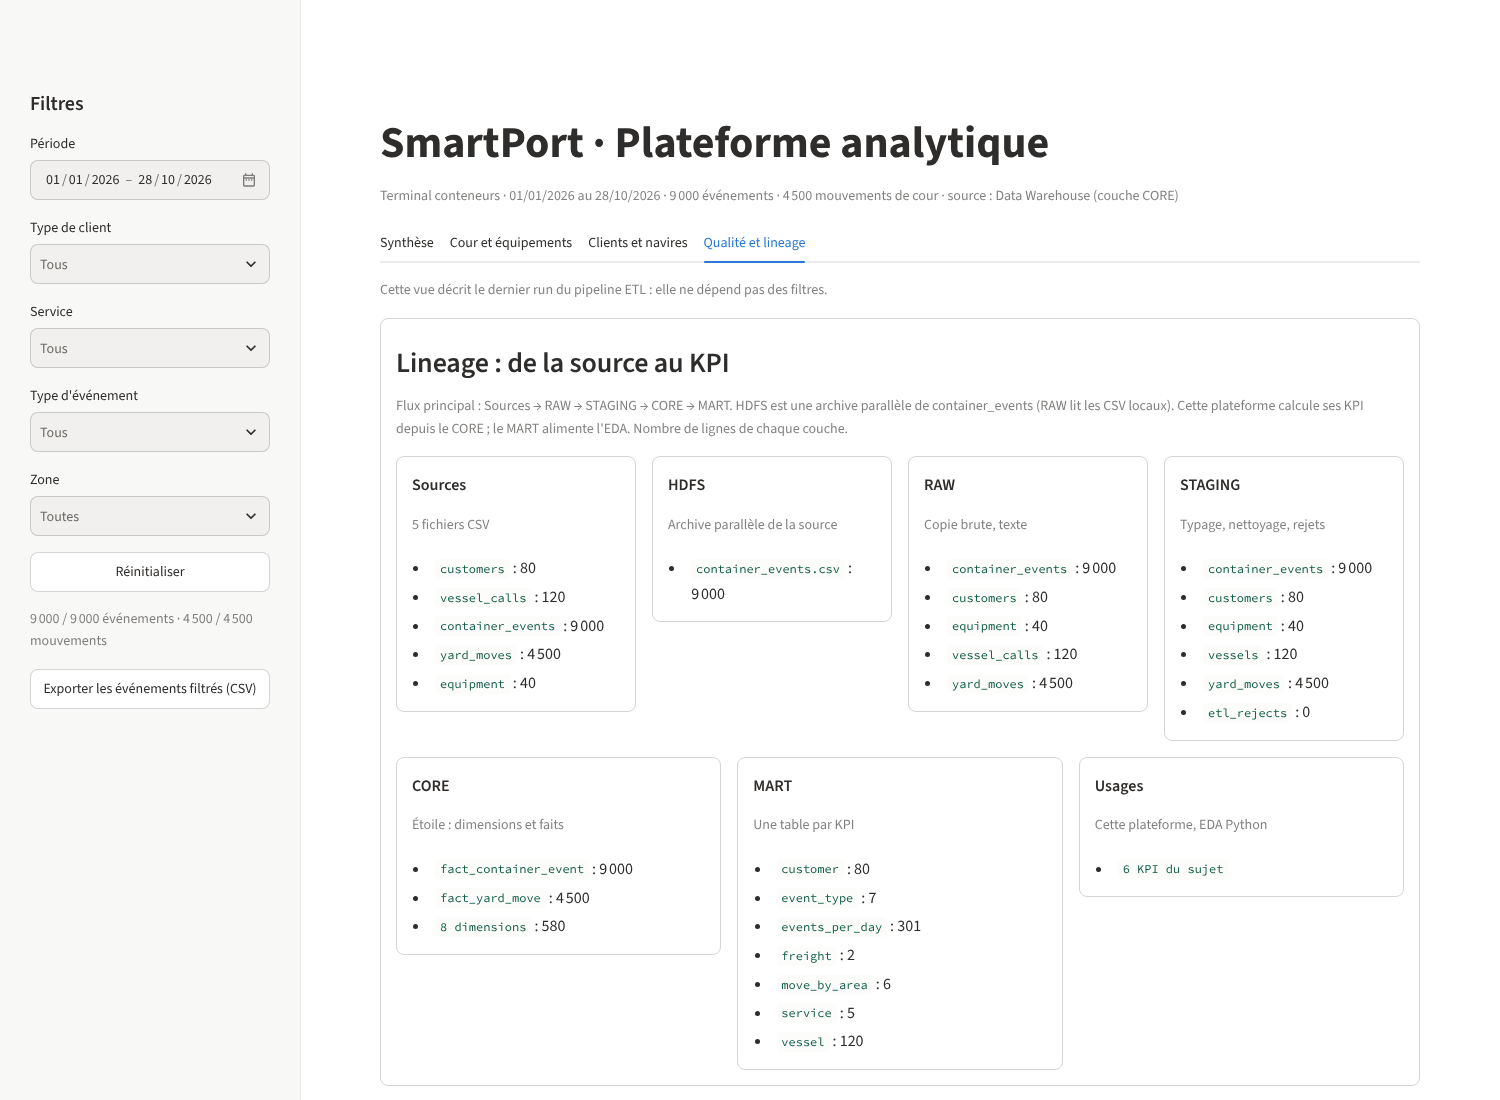 Filtres
Période
01 / 01 / 2026 – 28 / 10 / 2026
Type de client
Tous
Service
Tous
Type d'événement
Tous
Zone
Toutes
Réinitialiser
9 000 / 9 000 événements · 4 500 / 4 500
mouvements
Exporter les événements filtrés (CSV)
SmartPort · Plateforme analytique
Terminal conteneurs · 01/01/2026 au 28/10/2026 · 9 000 événements · 4 500 mouvements de cour · source : Data Warehouse (couche CORE)
Synthèse Cour et équipements Clients et navires Qualité et lineage
Cette vue décrit le dernier run du pipeline ETL : elle ne dépend pas des filtres.
Lineage : de la source au KPI
Flux principal : Sources → RAW → STAGING → CORE → MART. HDFS est une archive parallèle de container_events (RAW lit les CSV locaux). Cette plateforme calcule ses KPI
depuis le CORE ; le MART alimente l'EDA. Nombre de lignes de chaque couche.
Sources
5 fichiers CSV
• customers : 80
• vessel_calls : 120
• container_events : 9 000
• yard_moves : 4 500
• equipment : 40
HDFS
Archive parallèle de la source
• container_events.csv :
9 000
RAW
Copie brute, texte
• container_events : 9 000
• customers : 80
• equipment : 40
• vessel_calls : 120
• yard_moves : 4 500
STAGING
Typage, nettoyage, rejets
• container_events : 9 000
• customers : 80
• equipment : 40
• vessels : 120
• yard_moves : 4 500
• etl_rejects : 0
CORE
Étoile : dimensions et faits
• fact_container_event : 9 000
• fact_yard_move : 4 500
• 8 dimensions : 580
MART
Une table par KPI
• customer : 80
• event_type : 7
• events_per_day : 301
• freight : 2
• move_by_area : 6
• service : 5
• vessel : 120
Usages
Cette plateforme, EDA Python
• 6 KPI du sujet